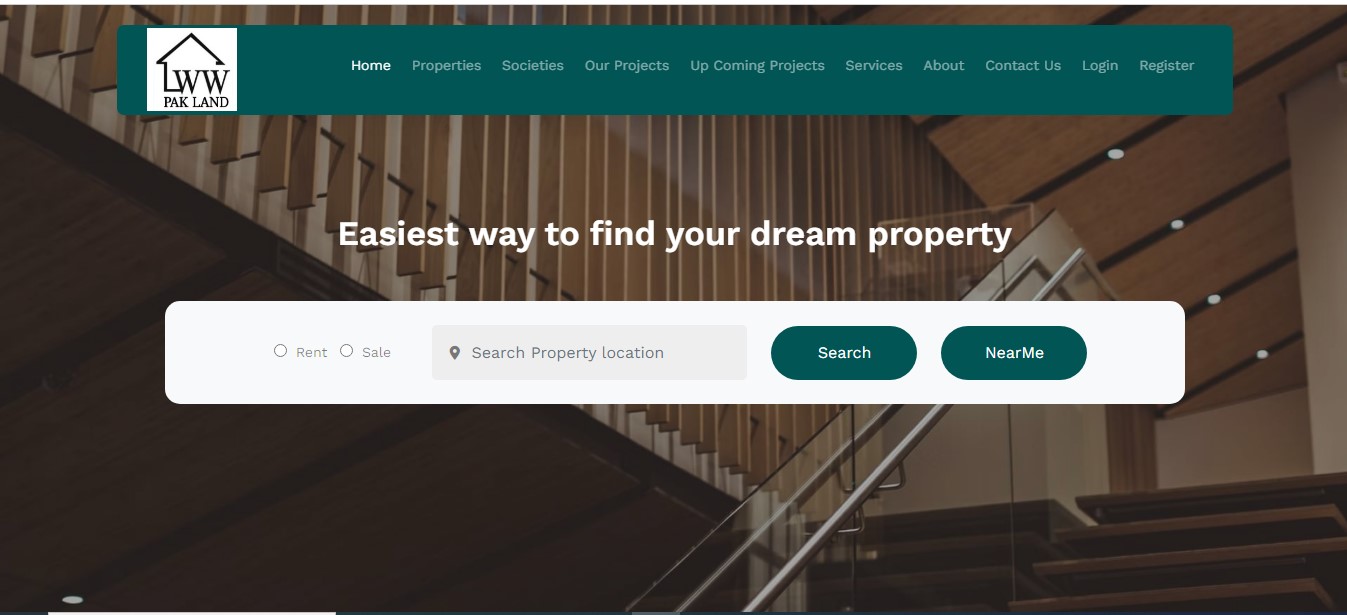 LWW
PAK LAND
Home Properties Societies Our Projects Up Coming Projects Services About Contact Us Login Register
Easiest way to find your dream property
Rent Sale Search Property location Search NearMe